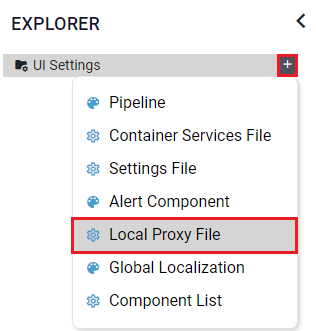 EXPLORER
UI Settings
Pipeline
Container Services File
Settings File
Alert Component
Local Proxy File
Global Localization
Component List